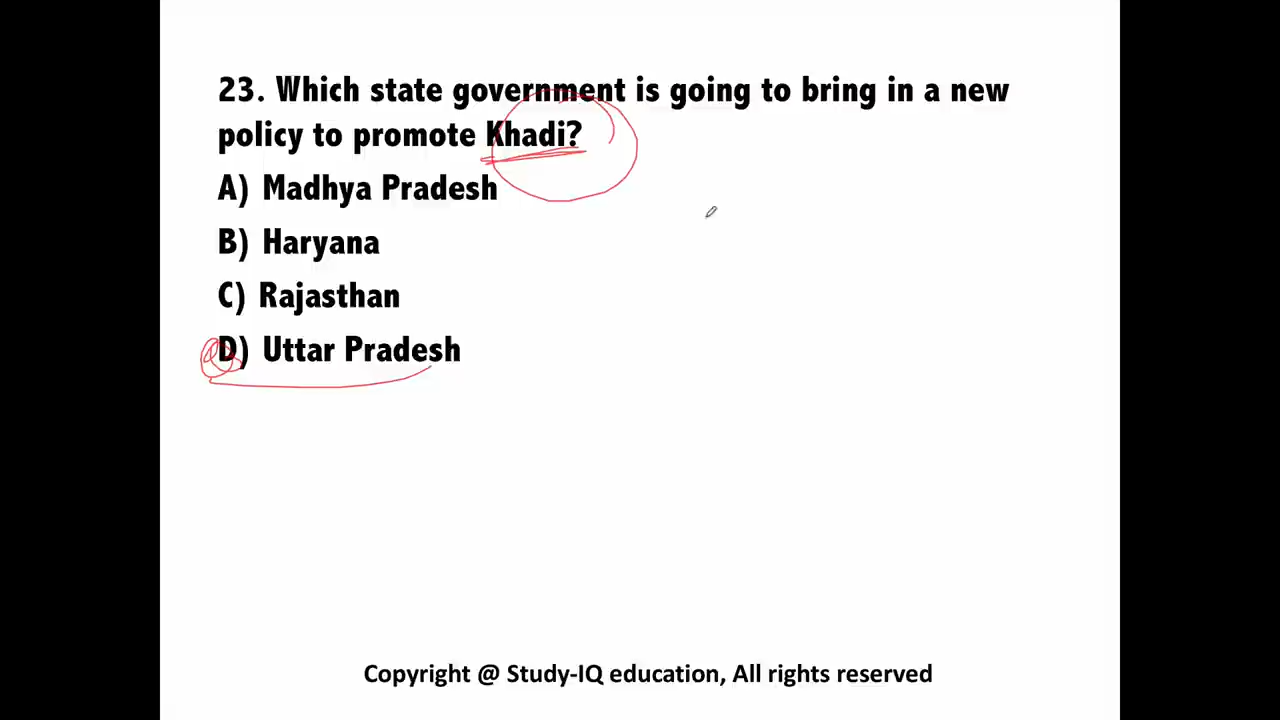 23. Which state government is going to bring in a new
policy to promote Khadi?
A) Madhya Pradesh
B) Haryana
C) Rajasthan
D) Uttar Pradesh
Copyright @ Study-IQ education, All rights reserved